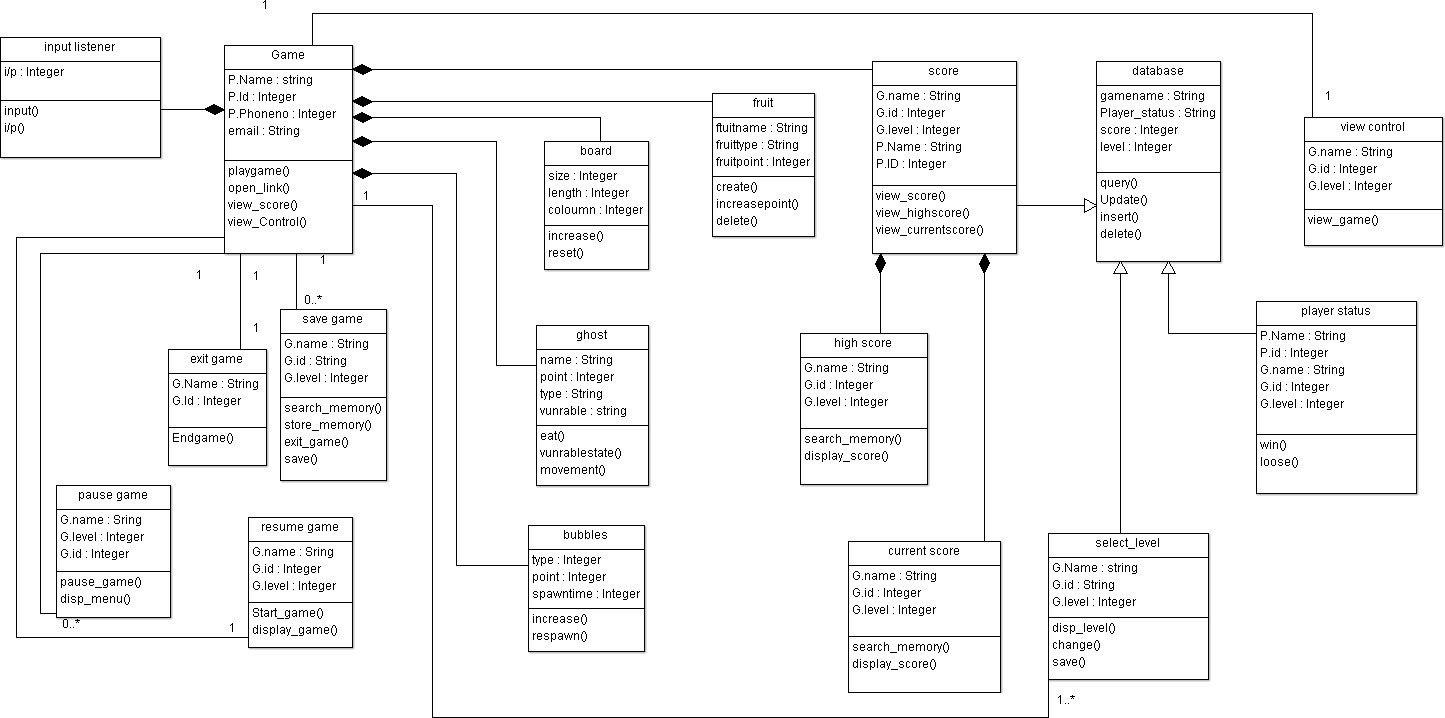 1
input listener
i/p : Integer
input()
i/p()
Game
P.Name : string
P.Id : Integer
P.Phoneno : Integer
email : String
playgame()
open_link()
view_score()
view_Control()
fruit
ftuitname : String
fruittype : String
fruitpoint : Integer
create()
increasepoint()
delete()
board
size : Integer
length : Integer
coloumn : Integer
increase()
reset()
score
G.name : String
G.id : Integer
G.level : Integer
P.Name : String
P.ID : Integer
view_score()
view_highscore()
view_currentscore()
database
gamename : String
Player_status : String
score : Integer
level : Integer
query()
Update()
insert()
delete()
1
view control
G.name : String
G.id : Integer
G.level : Integer
view_game()
1
1
1
1
0..*
1
exit game
G.Name : String
G.Id : Integer
Endgame()
save game
G.name : String
G.id : String
G.level : Integer
search_memory()
store_memory()
exit_game()
save()
ghost
name : String
point : Integer
type : String
vunrable : string
eat()
vunrablestate()
movement()
high score
G.name : String
G.id : Integer
G.level : Integer
search_memory()
display_score()
player status
P.Name : String
P.id : Integer
G.name : String
G.id : Integer
G.level : Integer
win()
loose()
pause game
G.name : Sring
G.level : Integer
G.id : Integer
pause_game()
disp_menu()
0..*
resume game
G.name : Sring
G.id : Integer
G.level : Integer
Start_game()
display_game()
1
bubbles
type : Integer
point : Integer
spawntime : Integer
increase()
respawn()
current score
G.name : String
G.id : Integer
G.level : Integer
search_memory()
display_score()
select_level
G.Name : string
G.id : String
G.level : Integer
disp_level()
change()
save()
1..*